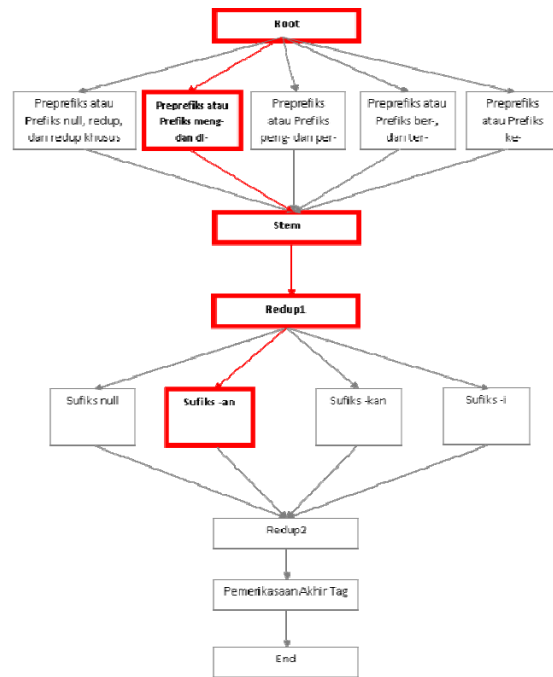 Root
Preprefiks atau
Prefiks null, redup,
dan redup khusus
Preprefiks atau
Prefiks meng-
dan di-
Preprefiks
atau Prefiks
peng- dan per-
Preprefiks atau
Prefiks ber-,
dan ter-
Preprefiks
atau Prefiks
ke-
Stem
Redup1
Sufiks null
Sufiks -an
Sufiks -kan
Sufiks -i
Redup2
Pemerikasaan Akhir Tag
End